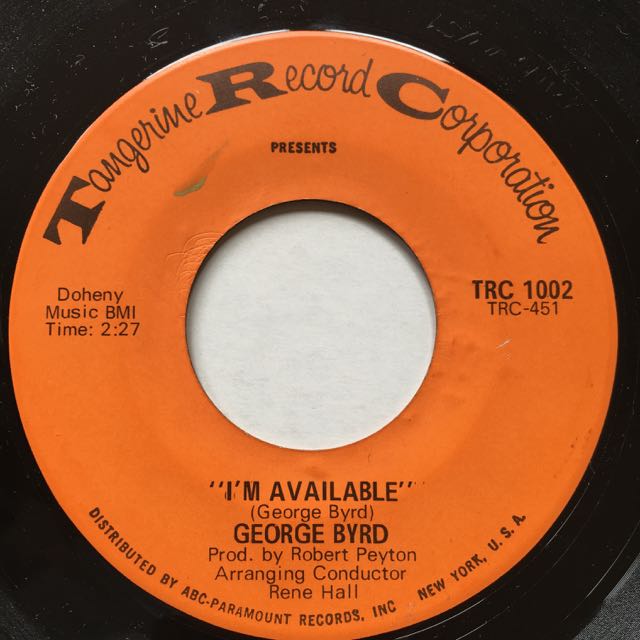 Tangerine Record Corporation
PRESENTS
Doheny
Music BMI
Time: 2:27
TRC 1002
TRC-451
"I'M AVAILABLE"
(George Byrd)
GEORGE BYRD
Prod. by Robert Peyton
Arranging Conductor
Rene Hall
DISTRIBUTED BY ABC-PARAMOUNT RECORDS, INC NEW YORK, U.S.A.